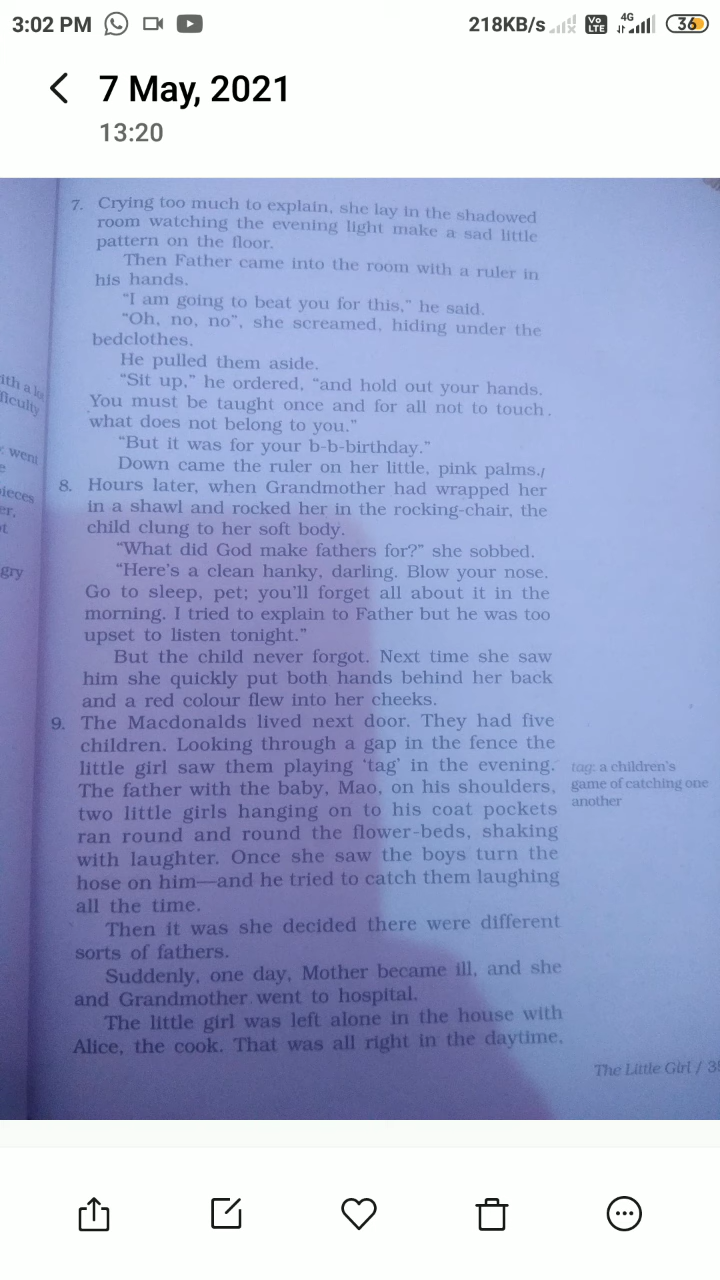 3:02 PM
218KB/s
Vo LTE
4G
36
7 May, 2021
13:20
7. Crying too much to explain, she lay in the shadowed
room watching the evening light make a sad little
pattern on the floor.
Then Father came into the room with a ruler in
his hands.
"I am going to beat you for this," he said.
"Oh, no, no", she screamed, hiding under the
bedclothes.
He pulled them aside.
"Sit up," he ordered, "and hold out your hands.
You must be taught once and for all not to touch
what does not belong to you."
"But it was for your b-b-birthday."
Down came the ruler on her little, pink palms.
8. Hours later, when Grandmother had wrapped her
in a shawl and rocked her in the rocking-chair, the
child clung to her soft body.
"What did God make fathers for?" she sobbed.
"Here's a clean hanky, darling. Blow your nose.
Go to sleep, pet; you'll forget all about it in the
morning. I tried to explain to Father but he was too
upset to listen tonight."
But the child never forgot. Next time she saw
him she quickly put both hands behind her back
and a red colour flew into her cheeks.
9. The Macdonalds lived next door. They had five
children. Looking through a gap in the fence the
little girl saw them playing 'tag' in the evening.
The father with the baby, Mao, on his shoulders,
two little girls hanging on to his coat pockets
ran round and round the flower-beds, shaking
with laughter. Once she saw the boys turn the
hose on him—and he tried to catch them laughing
all the time.
Then it was she decided there were different
sorts of fathers.
Suddenly, one day, Mother became ill, and she
and Grandmother went to hospital.
The little girl was left alone in the house with
Alice, the cook. That was all right in the daytime,
tag: a children's
game of catching one
another
The Little Girl /
went
gry